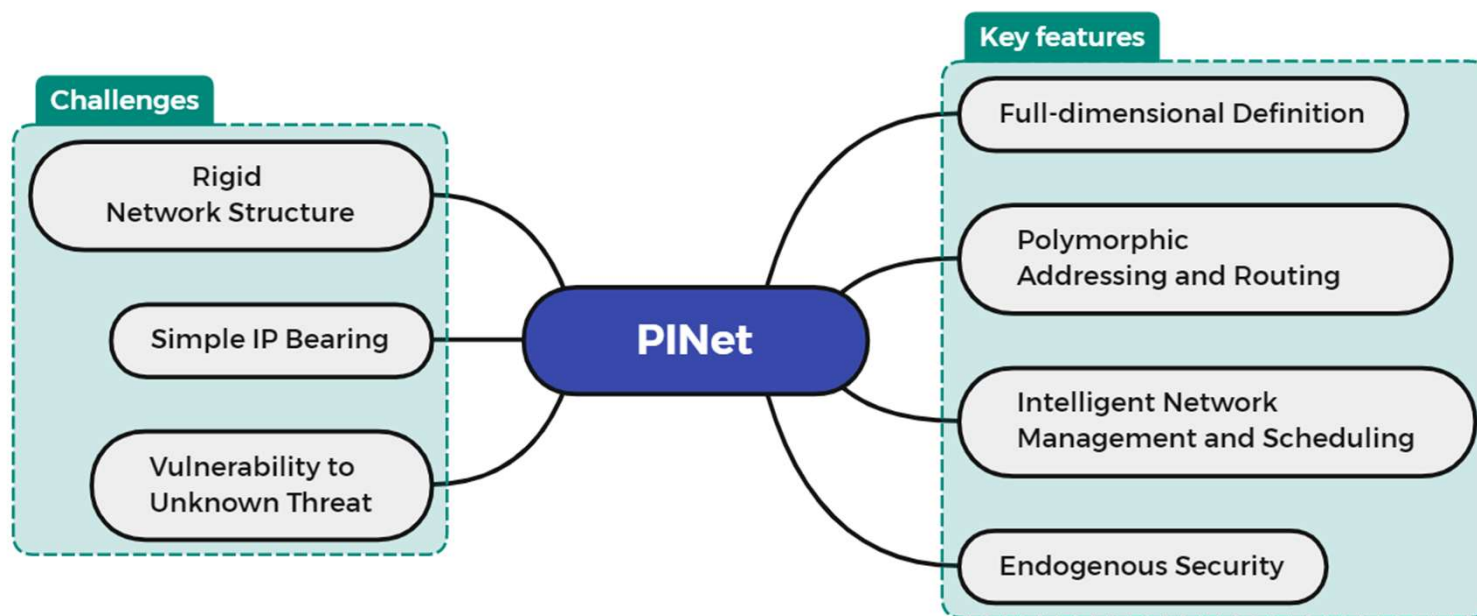 Challenges
Rigid
Network Structure
Simple IP Bearing
Vulnerability to
Unknown Threat
PINet
Key features
Full-dimensional Definition
Polymorphic
Addressing and Routing
Intelligent Network
Management and Scheduling
Endogenous Security